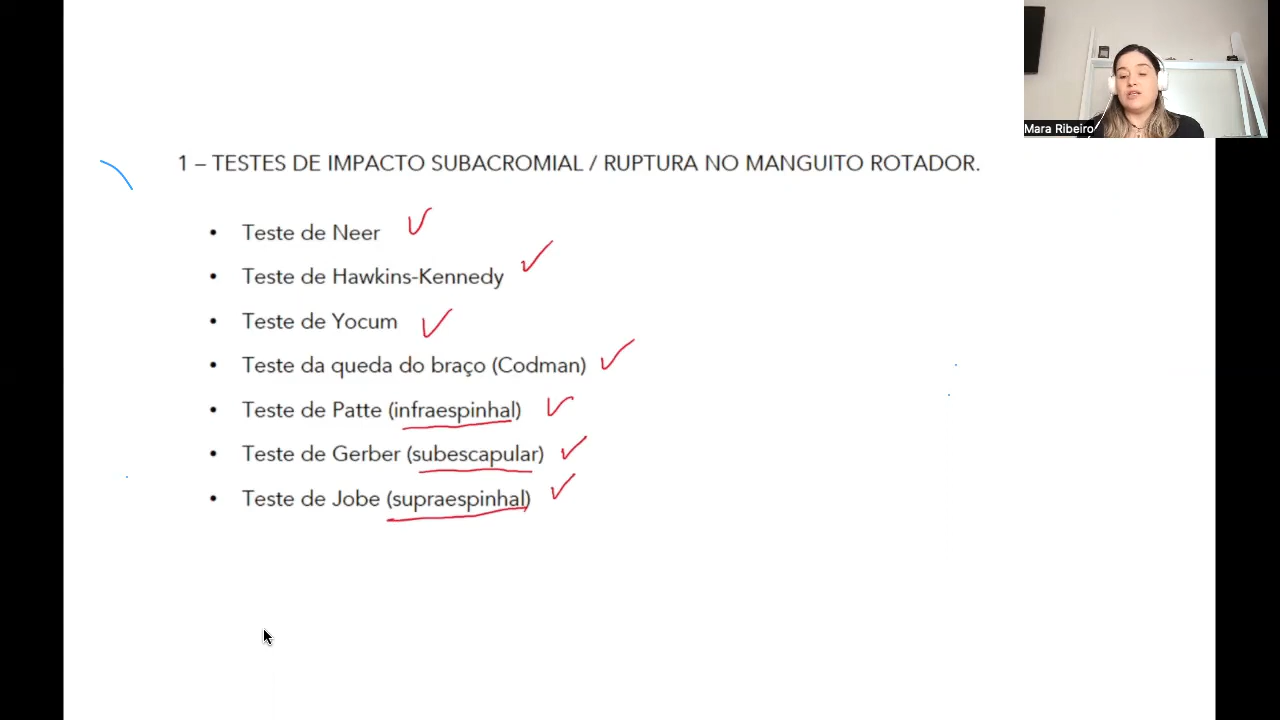 Mara Ribeiro
1 – TESTES DE IMPACTO SUBACROMIAL / RUPTURA NO MANGUITO ROTADOR.
• Teste de Neer
• Teste de Hawkins-Kennedy
• Teste de Yocum
• Teste da queda do braço (Codman)
• Teste de Patte (infraespinhal)
• Teste de Gerber (subescapular)
• Teste de Jobe (supraespinhal)